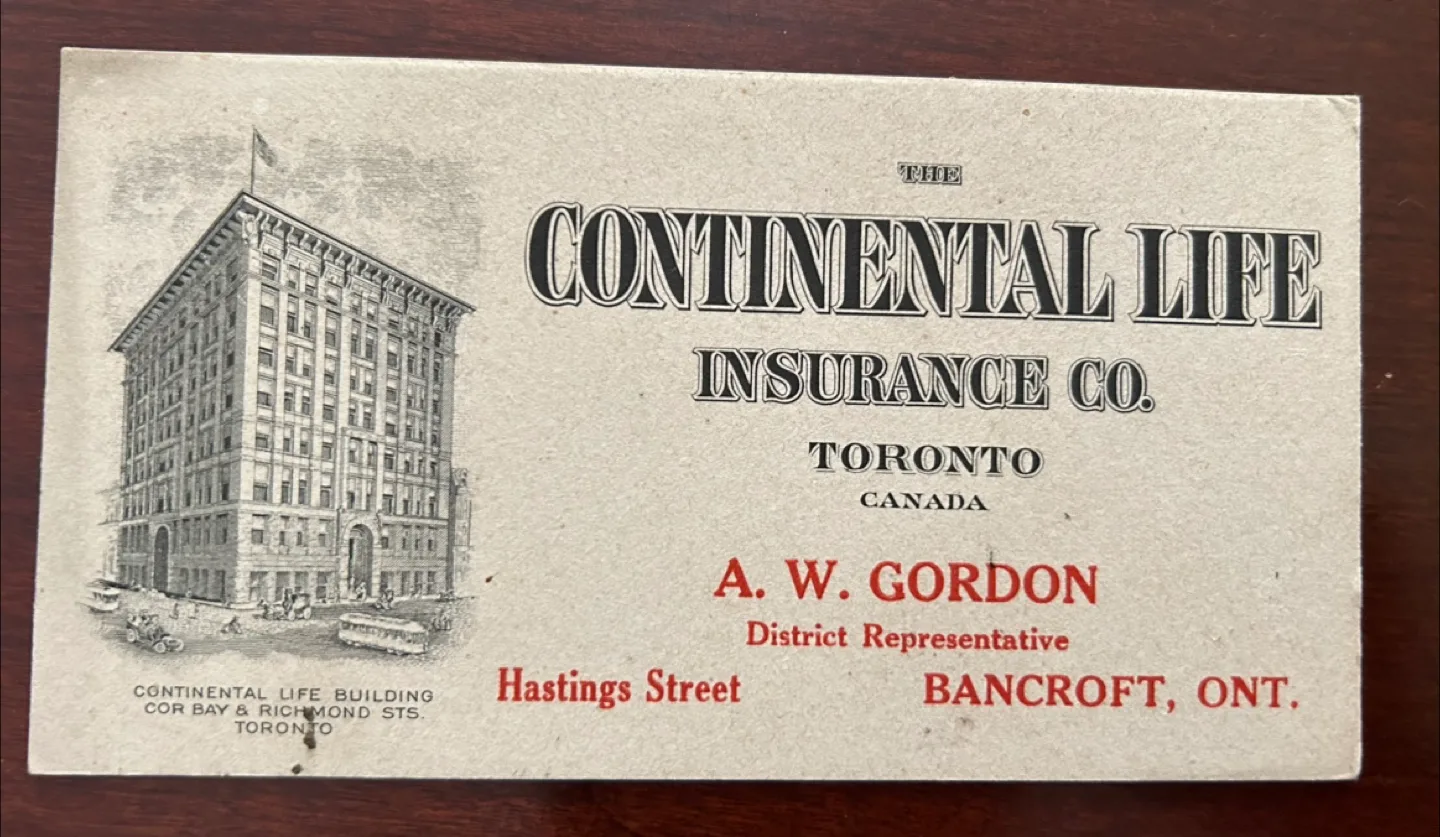 THE
CONTINENTAL LIFE
INSURANCE CO.
TORONTO
CANADA
A. W. GORDON
District Representative
Hastings Street BANCROFT, ONT.
CONTINENTAL LIFE BUILDING
COR BAY & RICHMOND STS.
TORONTO